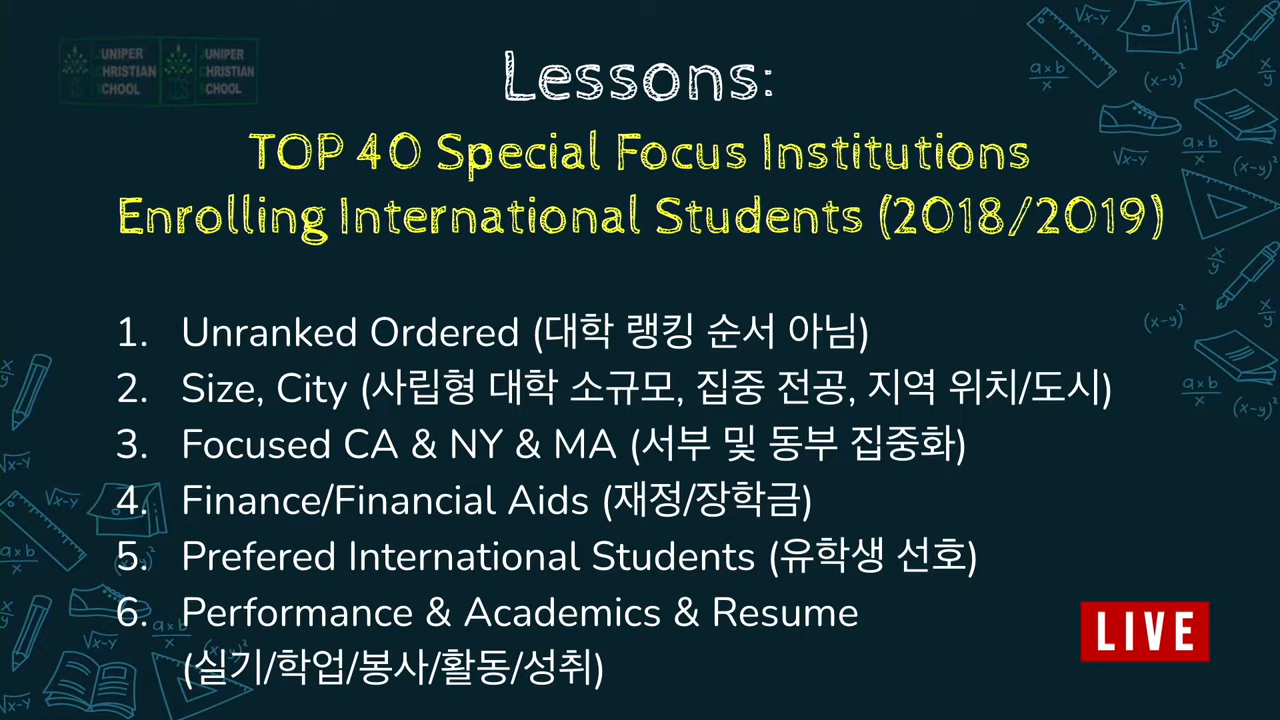 JUNIPER
CHRISTIAN
SCHOOL
JUNIPER
CHRISTIAN
SCHOOL
Lessons:
TOP 40 Special Focus Institutions
Enrolling International Students (2018/2019)
1. Unranked Ordered (대학 랭킹 순서 아님)
2. Size, City (사립형 대학 소규모, 집중 전공, 지역 위치/도시)
3. Focused CA & NY & MA (서부 및 동부 집중화)
4. Finance/Financial Aids (재정/장학금)
5. Prefered International Students (유학생 선호)
6. Performance & Academics & Resume
(실기/학업/봉사/활동/성취)
LIVE